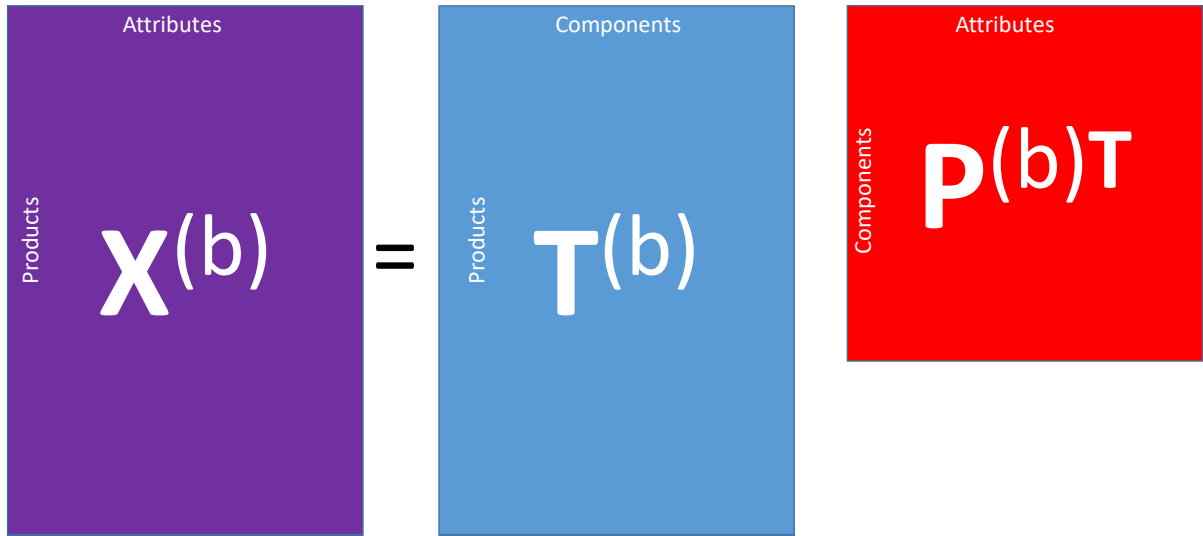 Attributes
Products
X(b)
=
Components
Products
T(b)
Attributes
Components
P(b)T